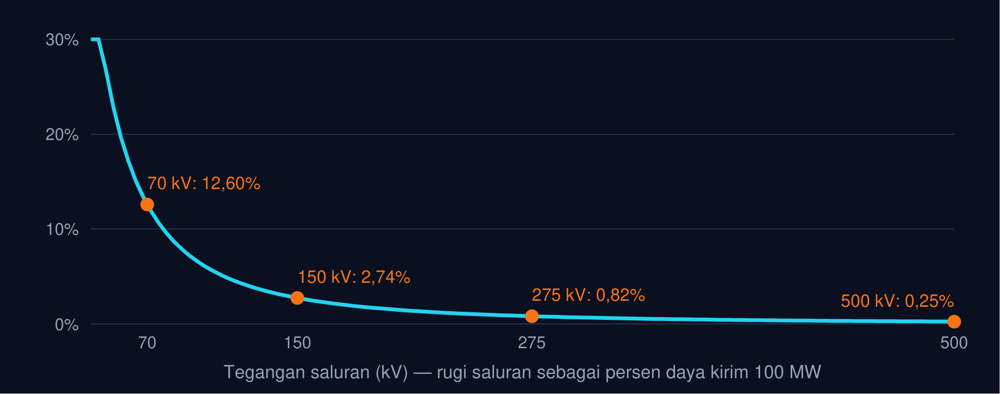 30%
20%
70 kV: 12,60%
10%
150 kV: 2,74%
275 kV: 0,82%
500 kV: 0,25%
0%
70 150 275 500
Tegangan saluran (kV) — rugi saluran sebagai persen daya kirim 100 MW